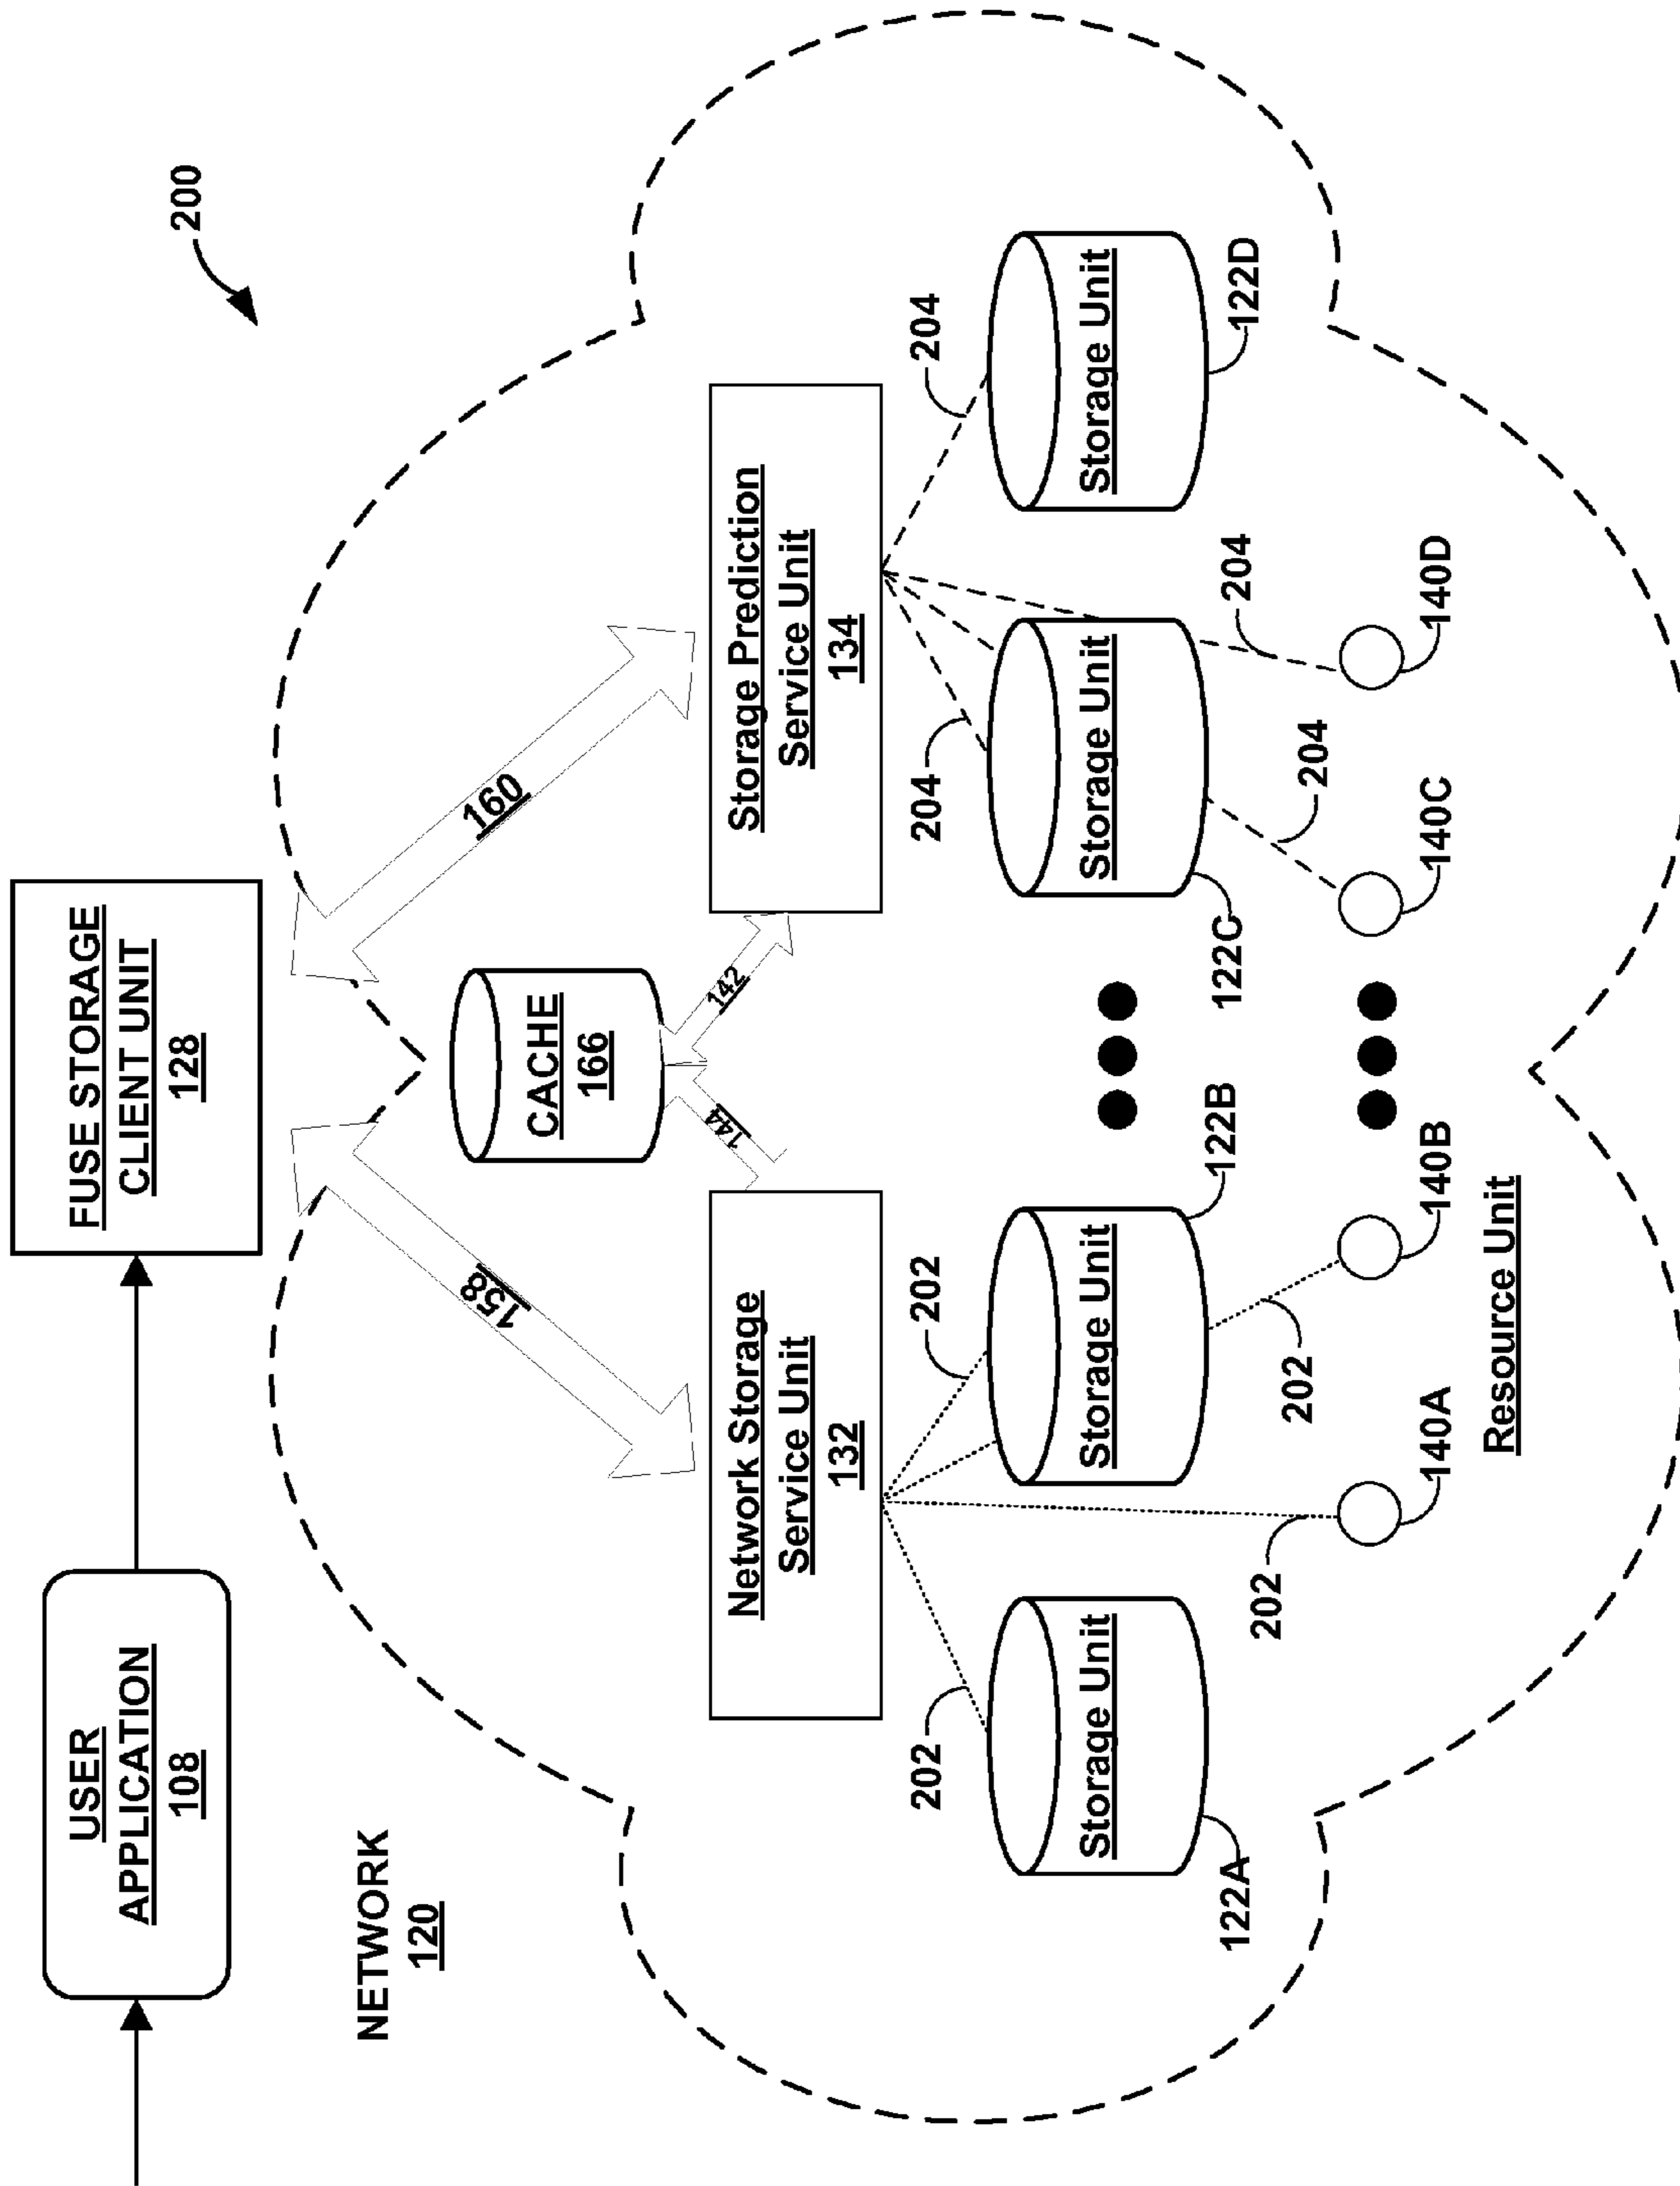 200
USER
APPLICATION
108
FUSE STORAGE
CLIENT UNIT
128
NETWORK
120
158
160
CACHE
166
144
142
Network Storage
Service Unit
132
Storage Prediction
Service Unit
134
202
202
204
204
Storage Unit
Storage Unit
Storage Unit
Storage Unit
122A
122B
122C
122D
202
202
204
204
140A
140B
140C
140D
Resource Unit